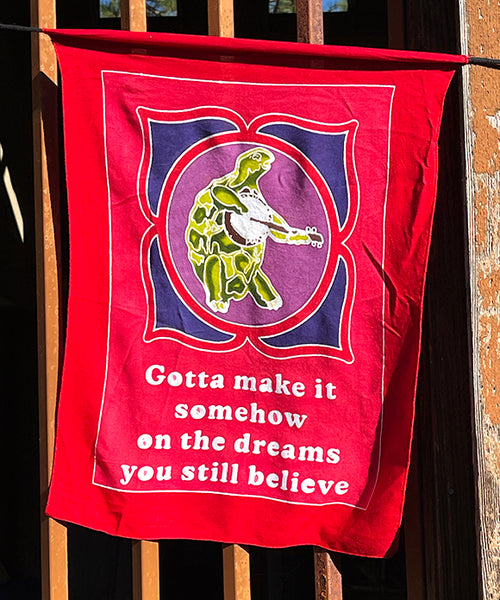 Gotta make it
somehow
on the dreams
you still believe